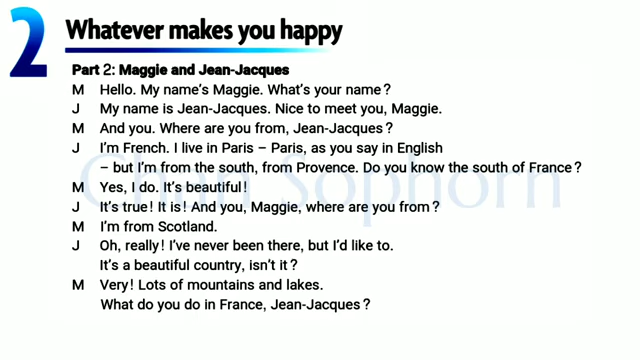 2 Whatever makes you happy
Part 2: Maggie and Jean-Jacques
M Hello. My name's Maggie. What's your name?
J My name is Jean-Jacques. Nice to meet you, Maggie.
M And you. Where are you from, Jean-Jacques?
J I'm French. I live in Paris – Paris, as you say in English
– but I'm from the south, from Provence. Do you know the south of France?
M Yes, I do. It's beautiful!
J It's true! It is! And you, Maggie, where are you from?
M I'm from Scotland.
J Oh, really! I've never been there, but I'd like to.
It's a beautiful country, isn't it?
M Very! Lots of mountains and lakes.
What do you do in France, Jean-Jacques?
Chan Sophorn